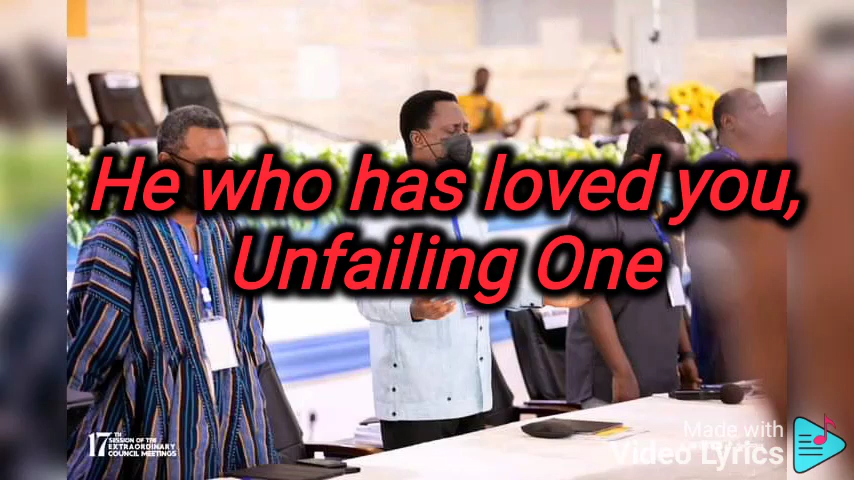 He who has loved you,
Unfailing One
17TH
SESSION OF THE
EXTRAORDINARY
COUNCIL MEETINGS
Made with
Video Lyrics